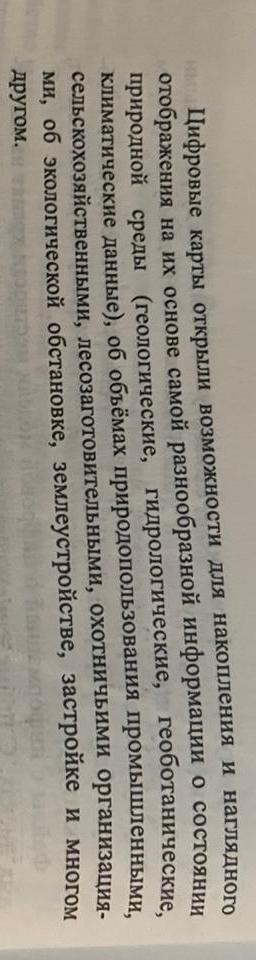 Цифровые карты открыли возможности для накопления и наглядного
отображения на их основе самой разнообразной информации о состоянии
природной среды (геологические, гидрологические, геоботанические,
климатические данные), об объёмах природопользования промышленными,
сельскохозяйственными, лесозаготовительными, охотничьими организация-
ми, об экологической обстановке, землеустройстве, застройке и многом
другом.